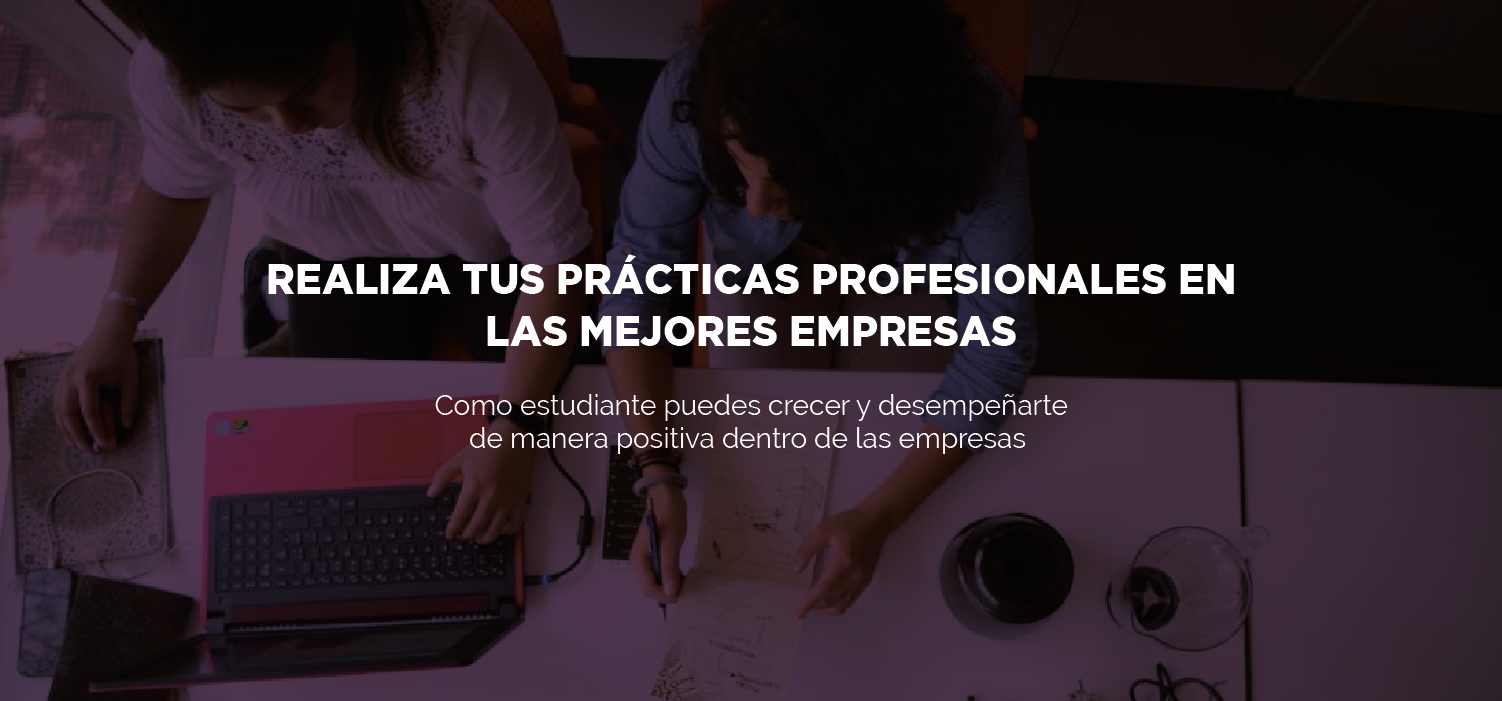 REALIZA TUS PRÁCTICAS PROFESIONALES EN
LAS MEJORES EMPRESAS
Como estudiante puedes crecer y desempeñarte
de manera positiva dentro de las empresas